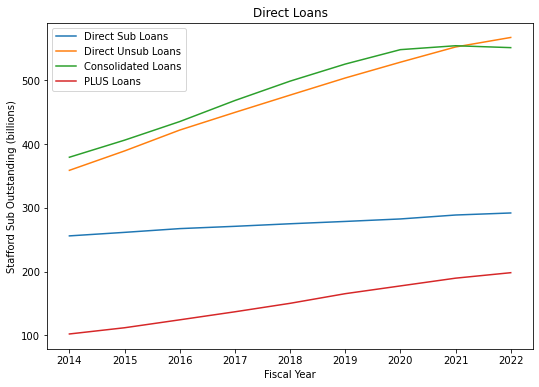 Direct Loans
Direct Sub Loans
Direct Unsub Loans
Consolidated Loans
PLUS Loans
Stafford Sub Outstanding (billions)
500
400
300
200
100
2014 2015 2016 2017 2018 2019 2020 2021 2022
Fiscal Year